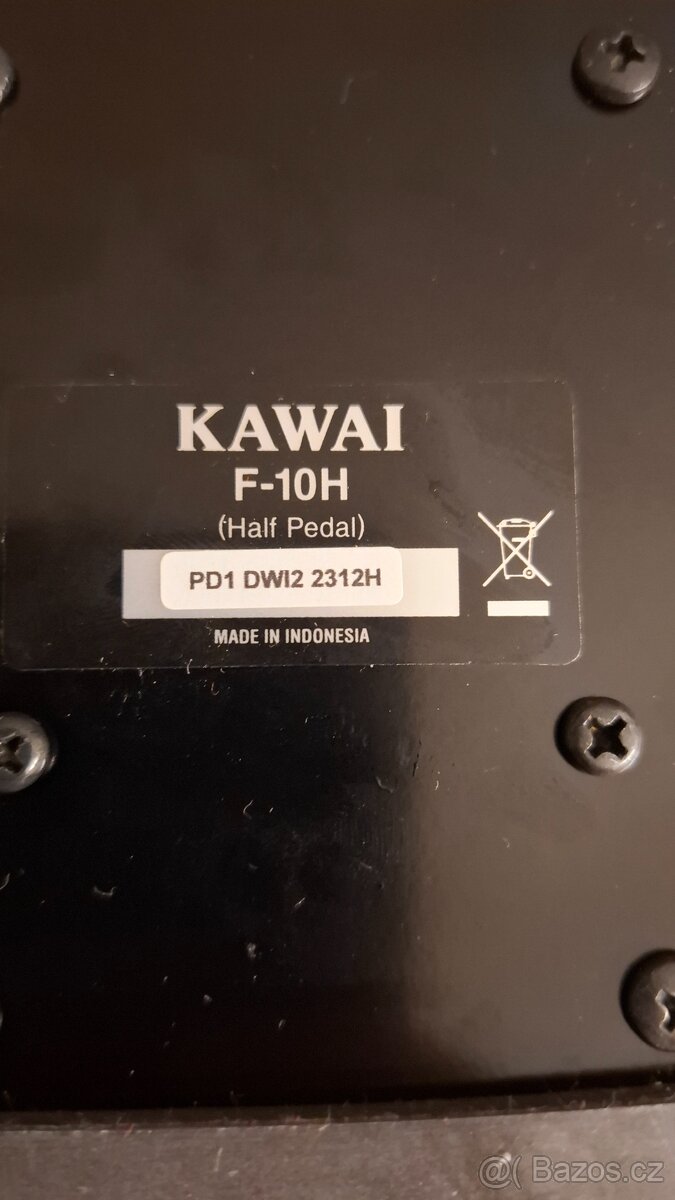 KAWAI
F-10H
(Half Pedal)
PD1 DWI2 2312H
MADE IN INDONESIA
@Bazos.cz